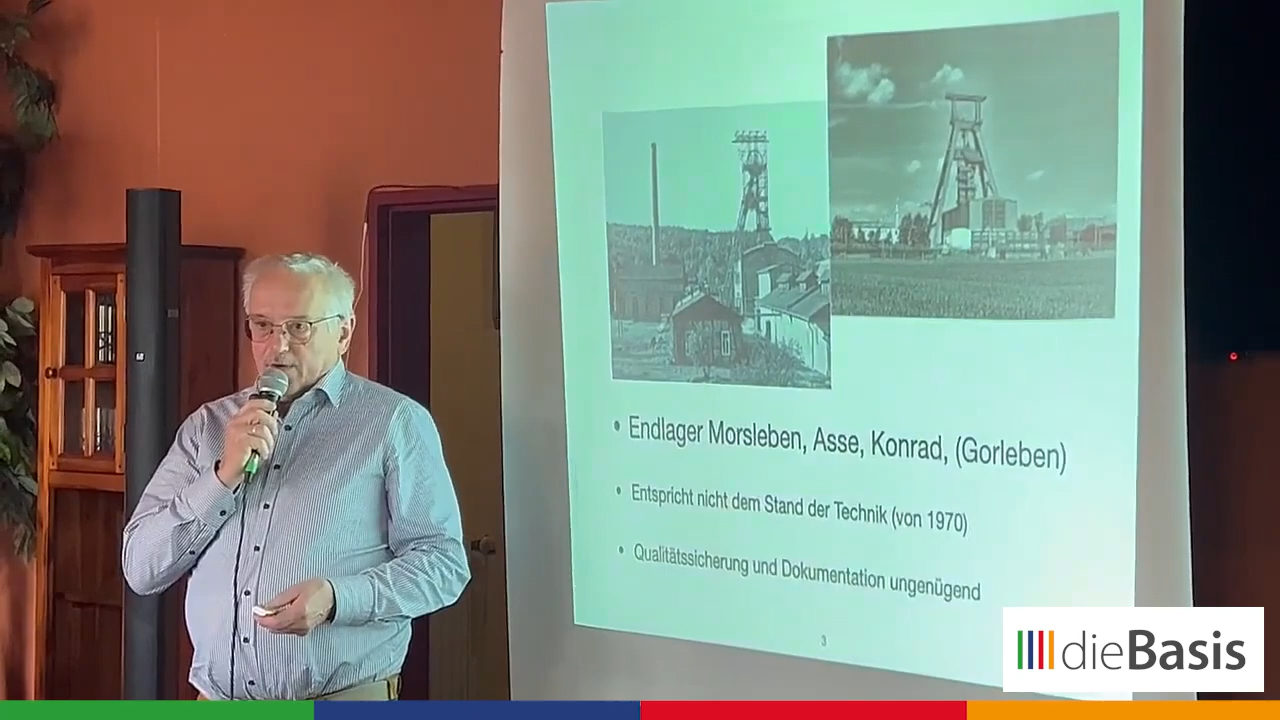 • Endlager Morsleben, Asse, Konrad, (Gorleben)
• Entspricht nicht dem Stand der Technik (von 1970)
• Qualitätssicherung und Dokumentation ungenügend
3
dieBasis